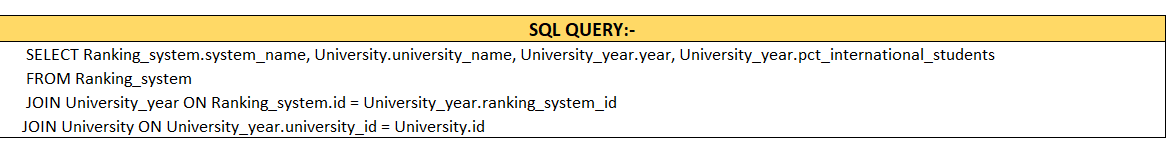 SQL QUERY:-
SELECT Ranking_system.system_name, University.university_name, University_year.year, University_year.pct_international_students
FROM Ranking_system
JOIN University_year ON Ranking_system.id = University_year.ranking_system_id
JOIN University ON University_year.university_id = University.id